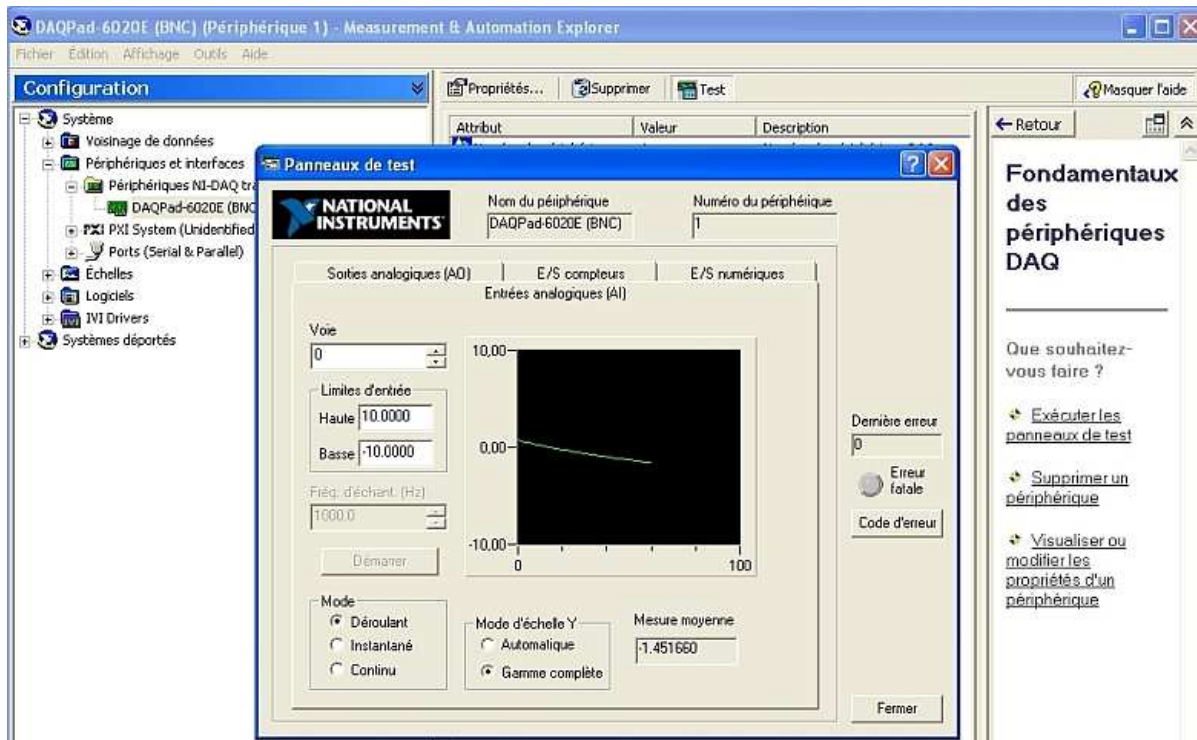 DAQPad-6020E (BNC) (Périphérique 1) - Measurement & Automation Explorer
Fichier Édition Affichage Outils Aide
Configuration
Propriétés... Supprimer Test Masquer l'aide
Système
Voisinage de données
Périphériques et interfaces
Périphériques NI-DAQ tra
DAQPad-6020E (BNC
PXI PXI System (Unidentified
Ports (Serial & Parallel)
Échelles
Logiciels
IVI Drivers
Systèmes déportés
Attribut Valeur Description
Panneaux de test
NATIONAL INSTRUMENTS
Nom du périphérique
DAQPad-6020E (BNC)
Numéro du périphérique
1
Sorties analogiques (AO) E/S compteurs E/S numériques
Entrées analogiques (AI)
Voie
0
Limites d'entrée
Haute 10.0000
Basse -10.0000
Fréq. d'échant. (Hz)
1000.0
Démarrer
10,00
0,00
-10,00
0 100
Mode
Déroulant
Instantané
Continu
Mode d'échelle Y
Automatique
Gamme complète
Mesure moyenne
-1.451660
Dernière erreur
0
Erreur
fatale
Code d'erreur
Fermer
Retour
Fondamentaux
des
périphériques
DAQ
Que souhaitez-
vous faire ?
Exécuter les
panneaux de test
Supprimer un
périphérique
Visualiser ou
modifier les
propriétés d'un
périphérique